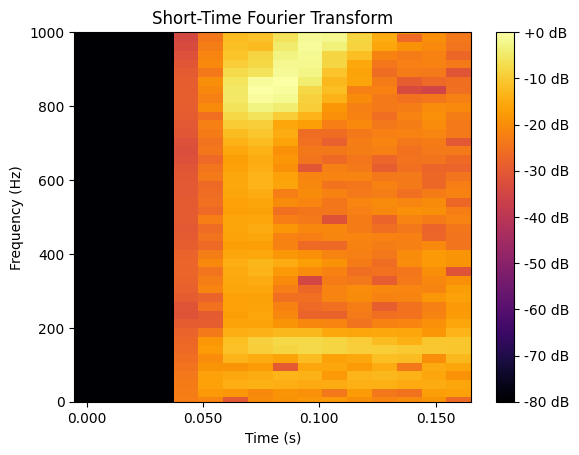 Short-Time Fourier Transform
1000
800
600
400
200
0
Frequency (Hz)
0.000
0.050
0.100
0.150
Time (s)
+0 dB
-10 dB
-20 dB
-30 dB
-40 dB
-50 dB
-60 dB
-70 dB
-80 dB